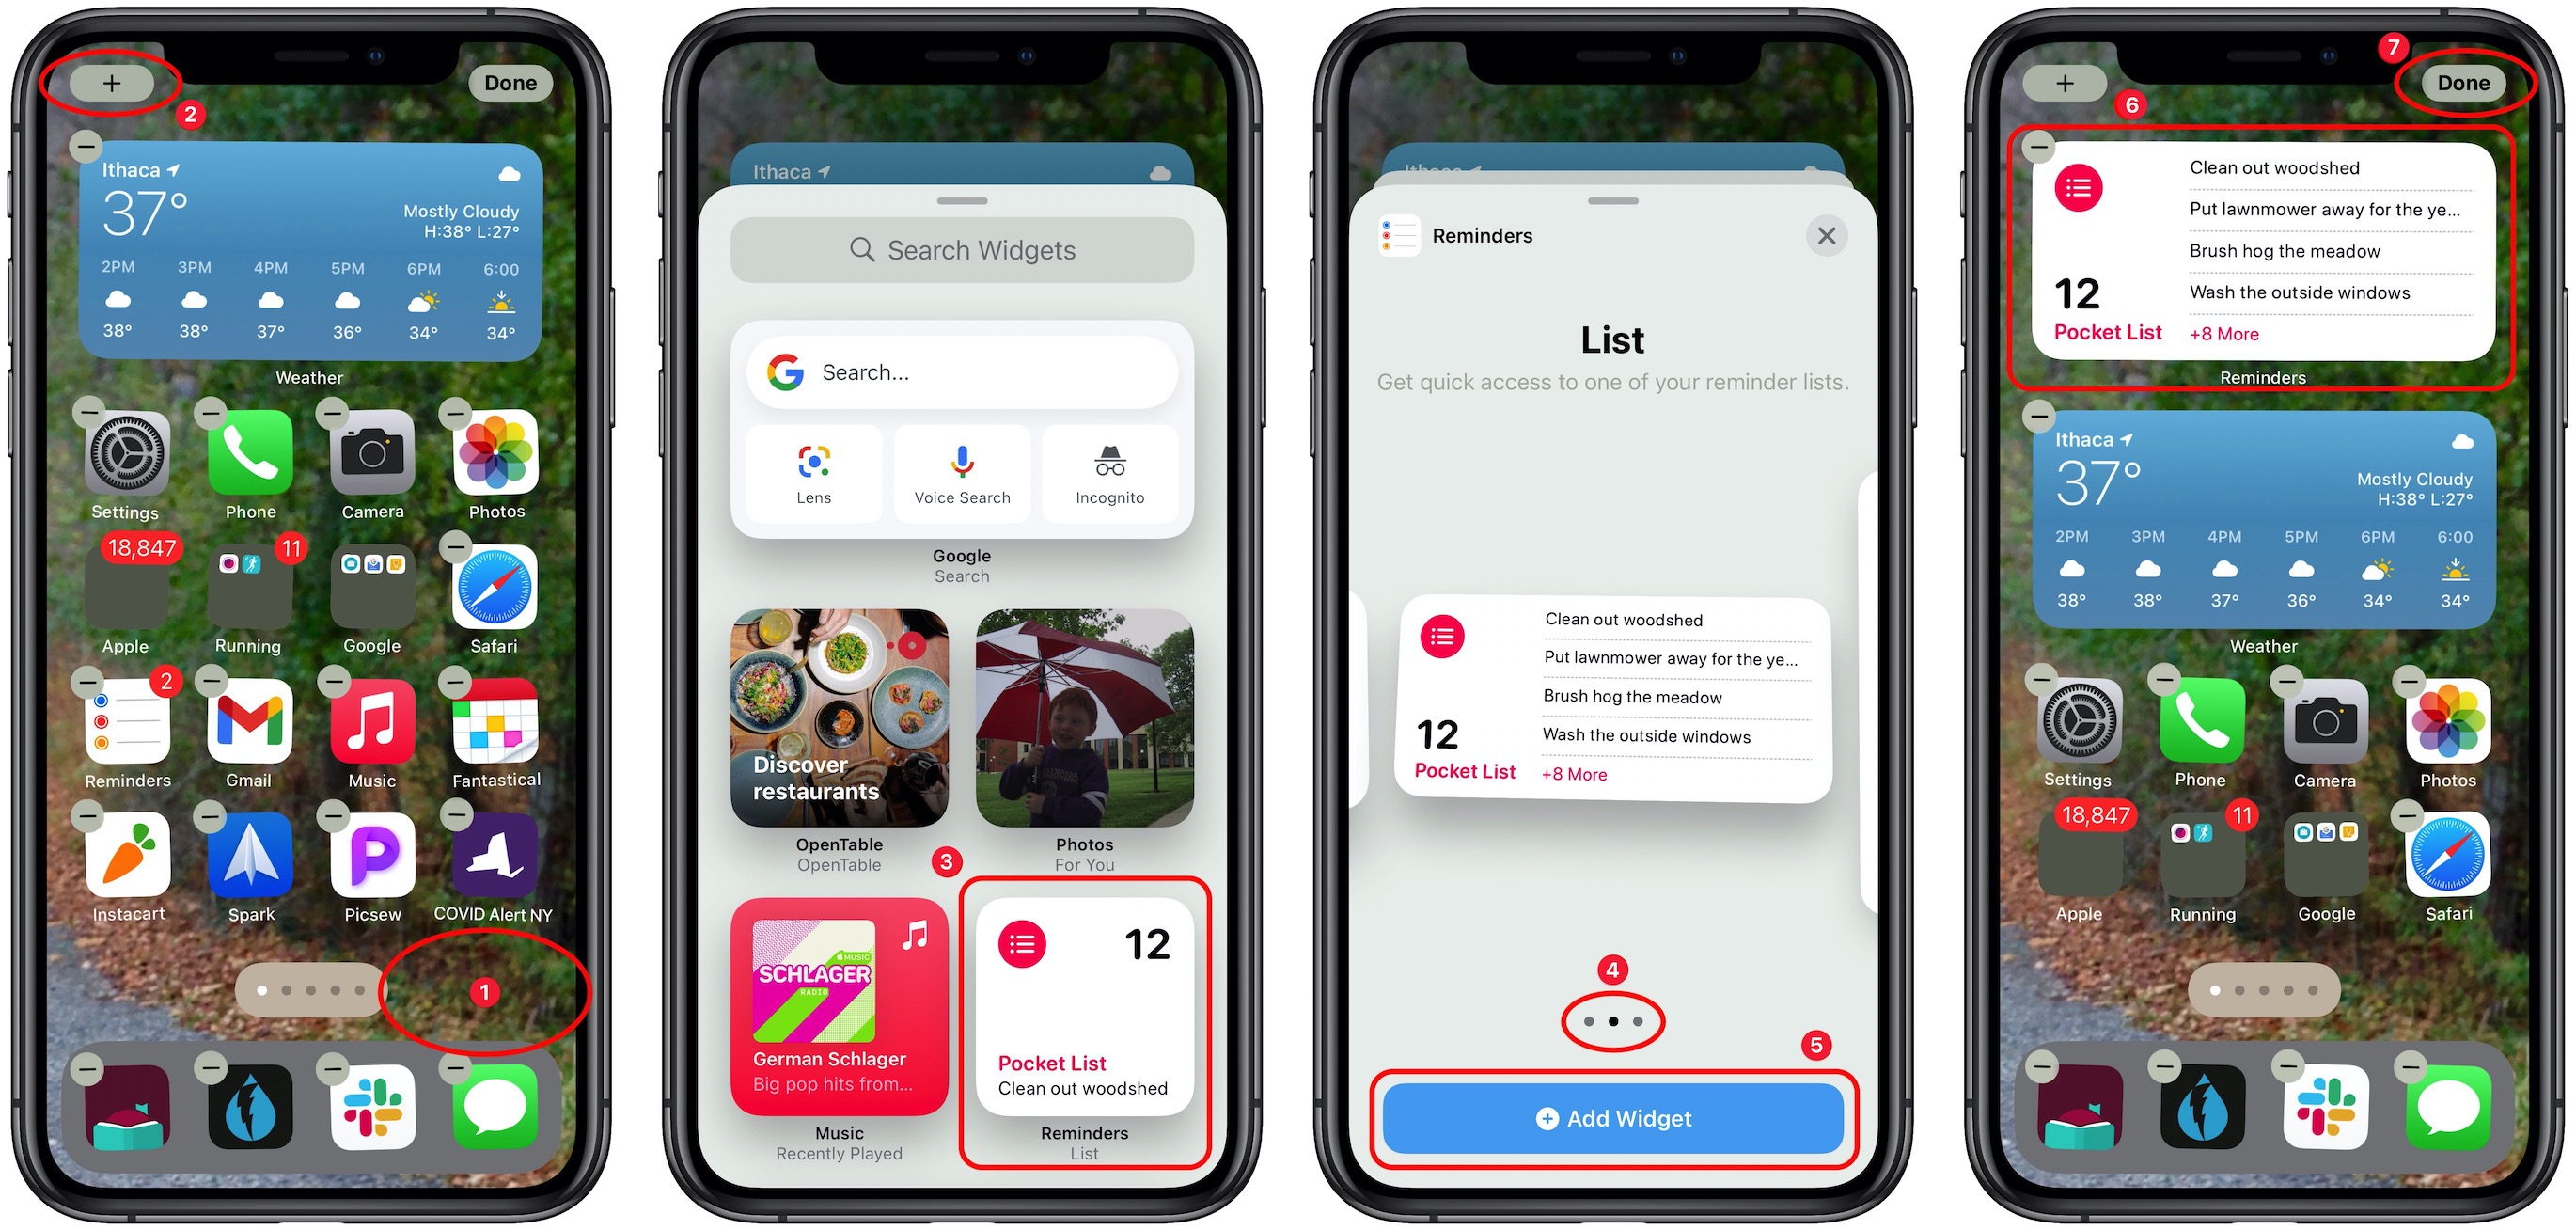 +
Done
2
Ithaca
37°
Mostly Cloudy
H:38° L:27°
2PM 3PM 4PM 5PM 6PM 6:00
38° 38° 37° 36° 34° 34°
Weather
Settings Phone Camera Photos
18,847 11
Apple Running Google Safari
2
Reminders Gmail Music Fantastical
Instacart Spark Picsew COVID Alert NY
1
Ithaca
Search Widgets
Search...
Lens Voice Search Incognito
Google
Search
Discover
restaurants
OpenTable
OpenTable
Photos
For You
3
MUSIC
SCHLAGER
RADIO
German Schlager
Big pop hits from...
Music
Recently Played
12
Pocket List
Clean out woodshed
Reminders
List
Ithaca
Reminders
List
Get quick access to one of your reminder lists.
Clean out woodshed
Put lawnmower away for the ye...
Brush hog the meadow
Wash the outside windows
+8 More
12
Pocket List
4
5
Add Widget
+
7
Done
6
Clean out woodshed
Put lawnmower away for the ye...
Brush hog the meadow
Wash the outside windows
+8 More
12
Pocket List
Reminders
Ithaca
37°
Mostly Cloudy
H:38° L:27°
2PM 3PM 4PM 5PM 6PM 6:00
38° 38° 37° 36° 34° 34°
Weather
Settings Phone Camera Photos
18,847 11
Apple Running Google Safari